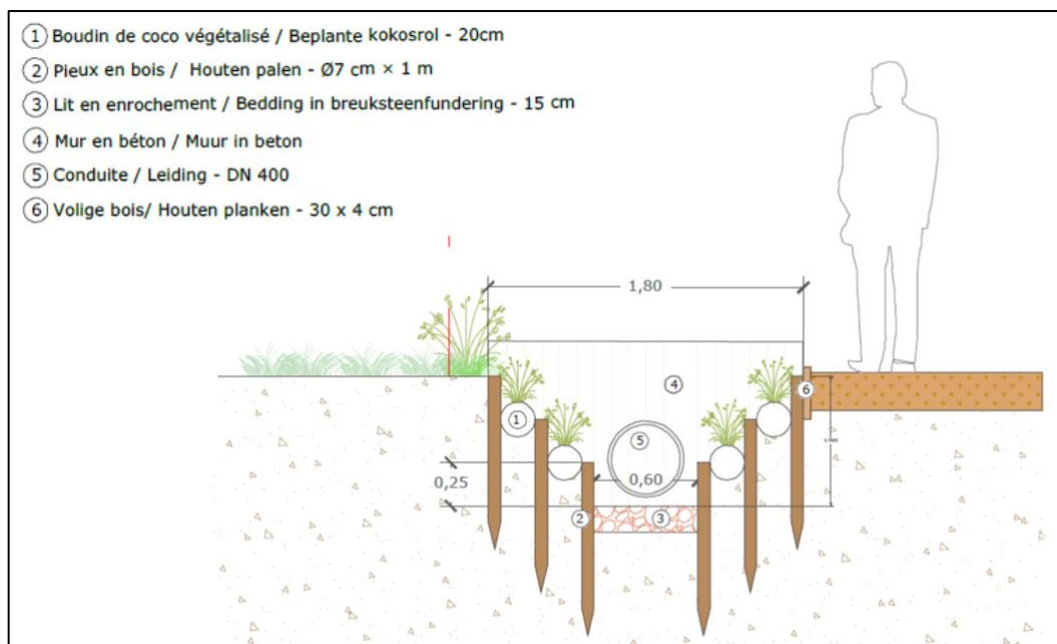 1 Boudin de coco végétalisé / Beplante kokosrol - 20cm
2 Pieux en bois / Houten palen - Ø7 cm × 1 m
3 Lit en enrochement / Bedding in breuksteenfundering - 15 cm
4 Mur en béton / Muur in beton
5 Conduite / Leiding - DN 400
6 Volige bois/ Houten planken - 30 x 4 cm
1,80
4
6
1
5
0,25
0,60
2
3